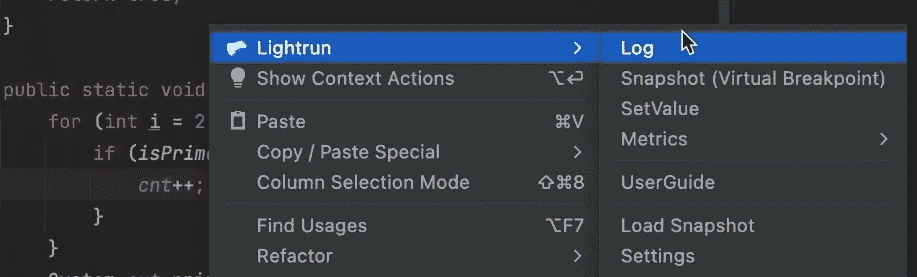 }
public static void
for (int i = 2
if (isPrime
cnt++;
}
}
Lightrun
Show Context Actions ⌥⏎
Paste ⌘V
Copy / Paste Special
Column Selection Mode ⇧⌘8
Find Usages ⌥F7
Refactor
Log
Snapshot (Virtual Breakpoint)
SetValue
Metrics
UserGuide
Load Snapshot
Settings